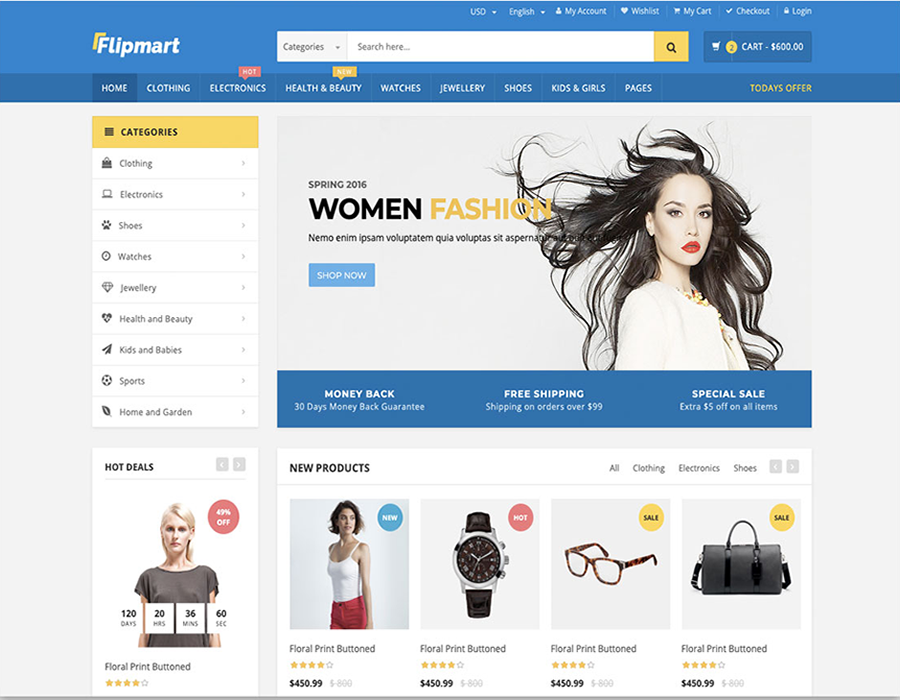 USD English My Account Wishlist My Cart Checkout Login
Flipmart
Categories Search here... 2 CART - $600.00
HOT NEW
HOME CLOTHING ELECTRONICS HEALTH & BEAUTY WATCHES JEWELLERY SHOES KIDS & GIRLS PAGES TODAYS OFFER
CATEGORIES
Clothing
Electronics
Shoes
Watches
Jewellery
Health and Beauty
Kids and Babies
Sports
Home and Garden
SPRING 2016
WOMEN FASHION
Nemo enim ipsam voluptatem quia voluptas sit aspernatur
SHOP NOW
MONEY BACK FREE SHIPPING SPECIAL SALE
30 Days Money Back Guarantee Shipping on orders over $99 Extra $5 off on all items
HOT DEALS
49%
OFF
120 20 36 60
DAYS HRS MINS SEC
Floral Print Buttoned
NEW PRODUCTS All Clothing Electronics Shoes
NEW HOT SALE SALE
Floral Print Buttoned Floral Print Buttoned Floral Print Buttoned Floral Print Buttoned
$450.99 $ 800 $450.99 $ 800 $450.99 $ 800 $450.99 $ 800